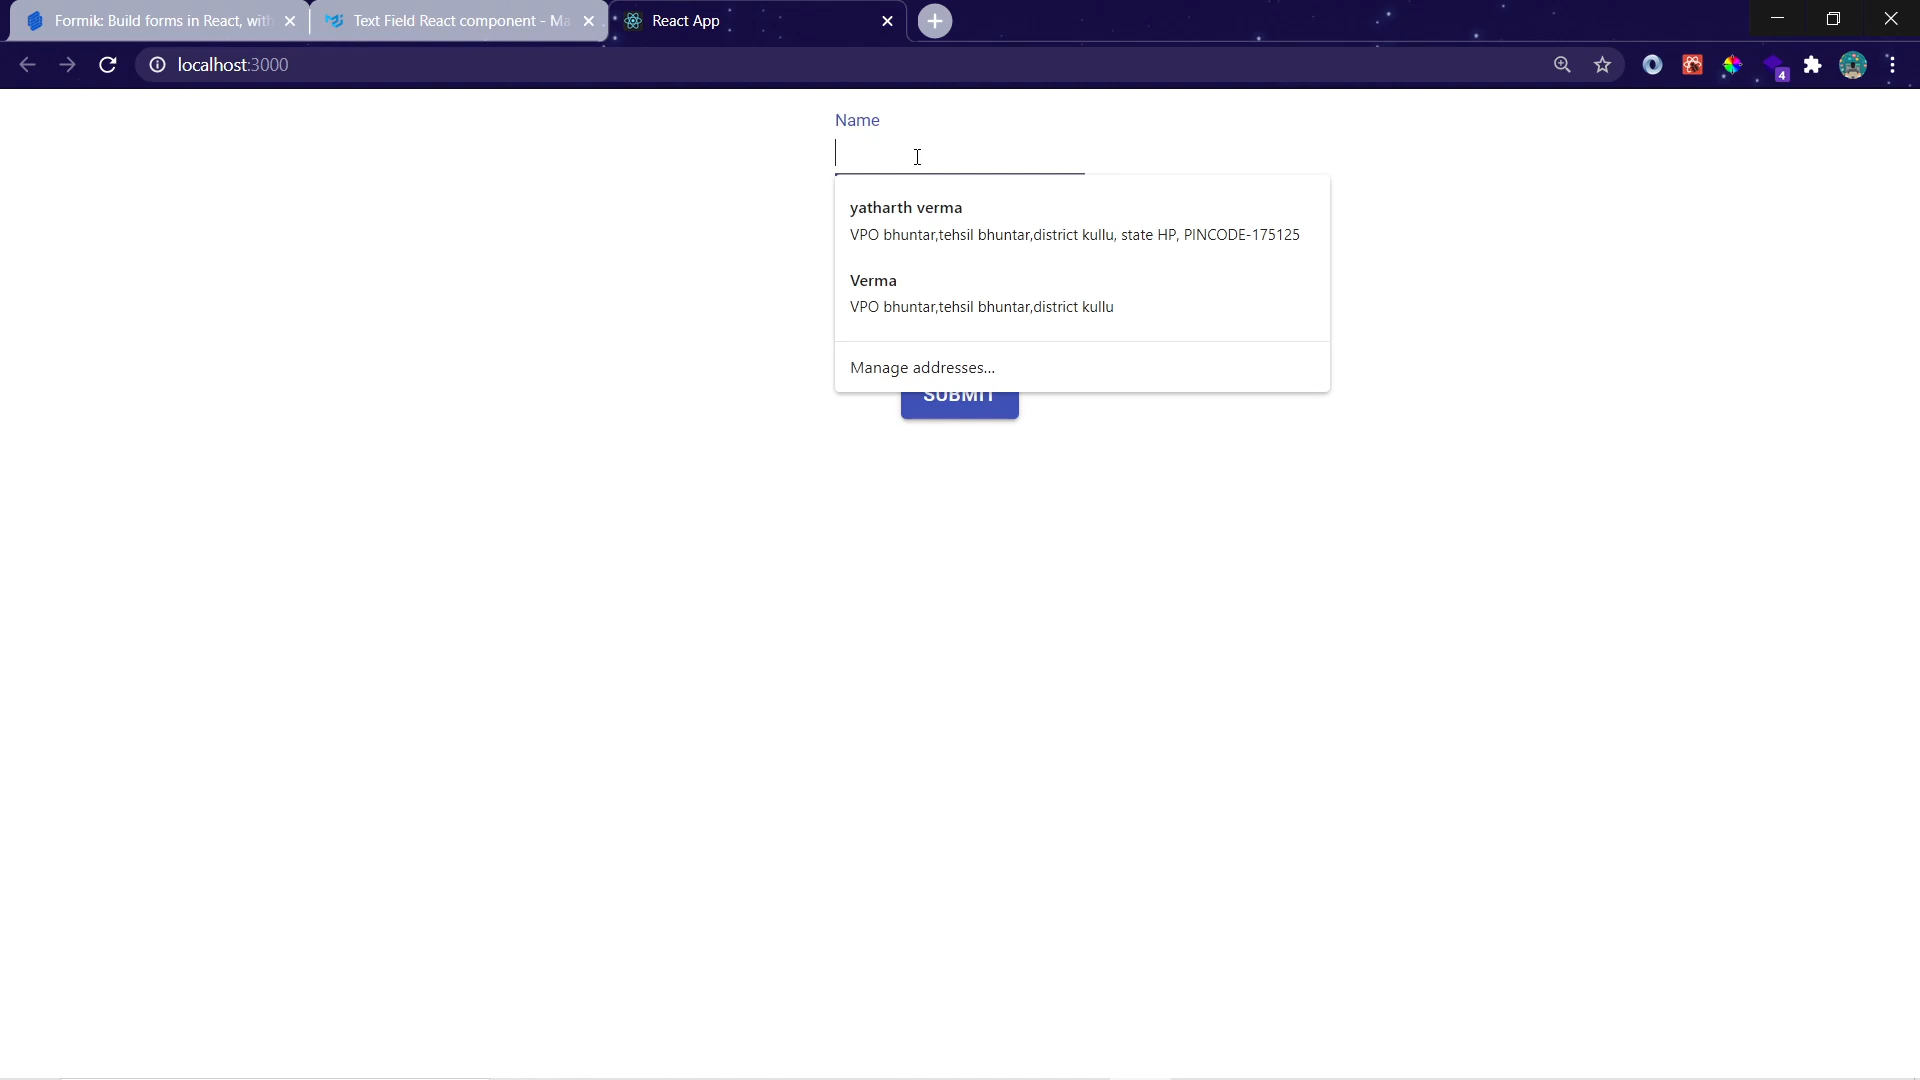 Formik: Build forms in React, with
Text Field React component - Ma
React App
localhost:3000
4
Name
yatharth verma
VPO bhuntar,tehsil bhuntar,district kullu, state HP, PINCODE-175125
Verma
VPO bhuntar,tehsil bhuntar,district kullu
Manage addresses...
SUBMIT